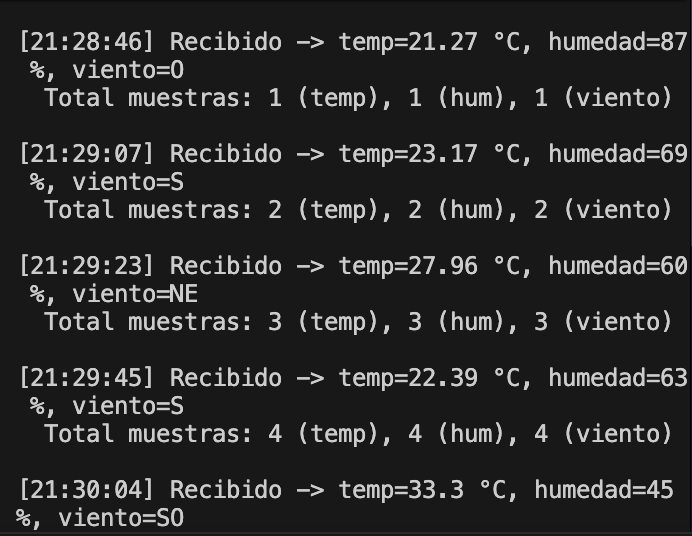 [21:28:46] Recibido -> temp=21.27 °C, humedad=87
%, viento=O
Total muestras: 1 (temp), 1 (hum), 1 (viento)
[21:29:07] Recibido -> temp=23.17 °C, humedad=69
%, viento=S
Total muestras: 2 (temp), 2 (hum), 2 (viento)
[21:29:23] Recibido -> temp=27.96 °C, humedad=60
%, viento=NE
Total muestras: 3 (temp), 3 (hum), 3 (viento)
[21:29:45] Recibido -> temp=22.39 °C, humedad=63
%, viento=S
Total muestras: 4 (temp), 4 (hum), 4 (viento)
[21:30:04] Recibido -> temp=33.3 °C, humedad=45
%, viento=SO